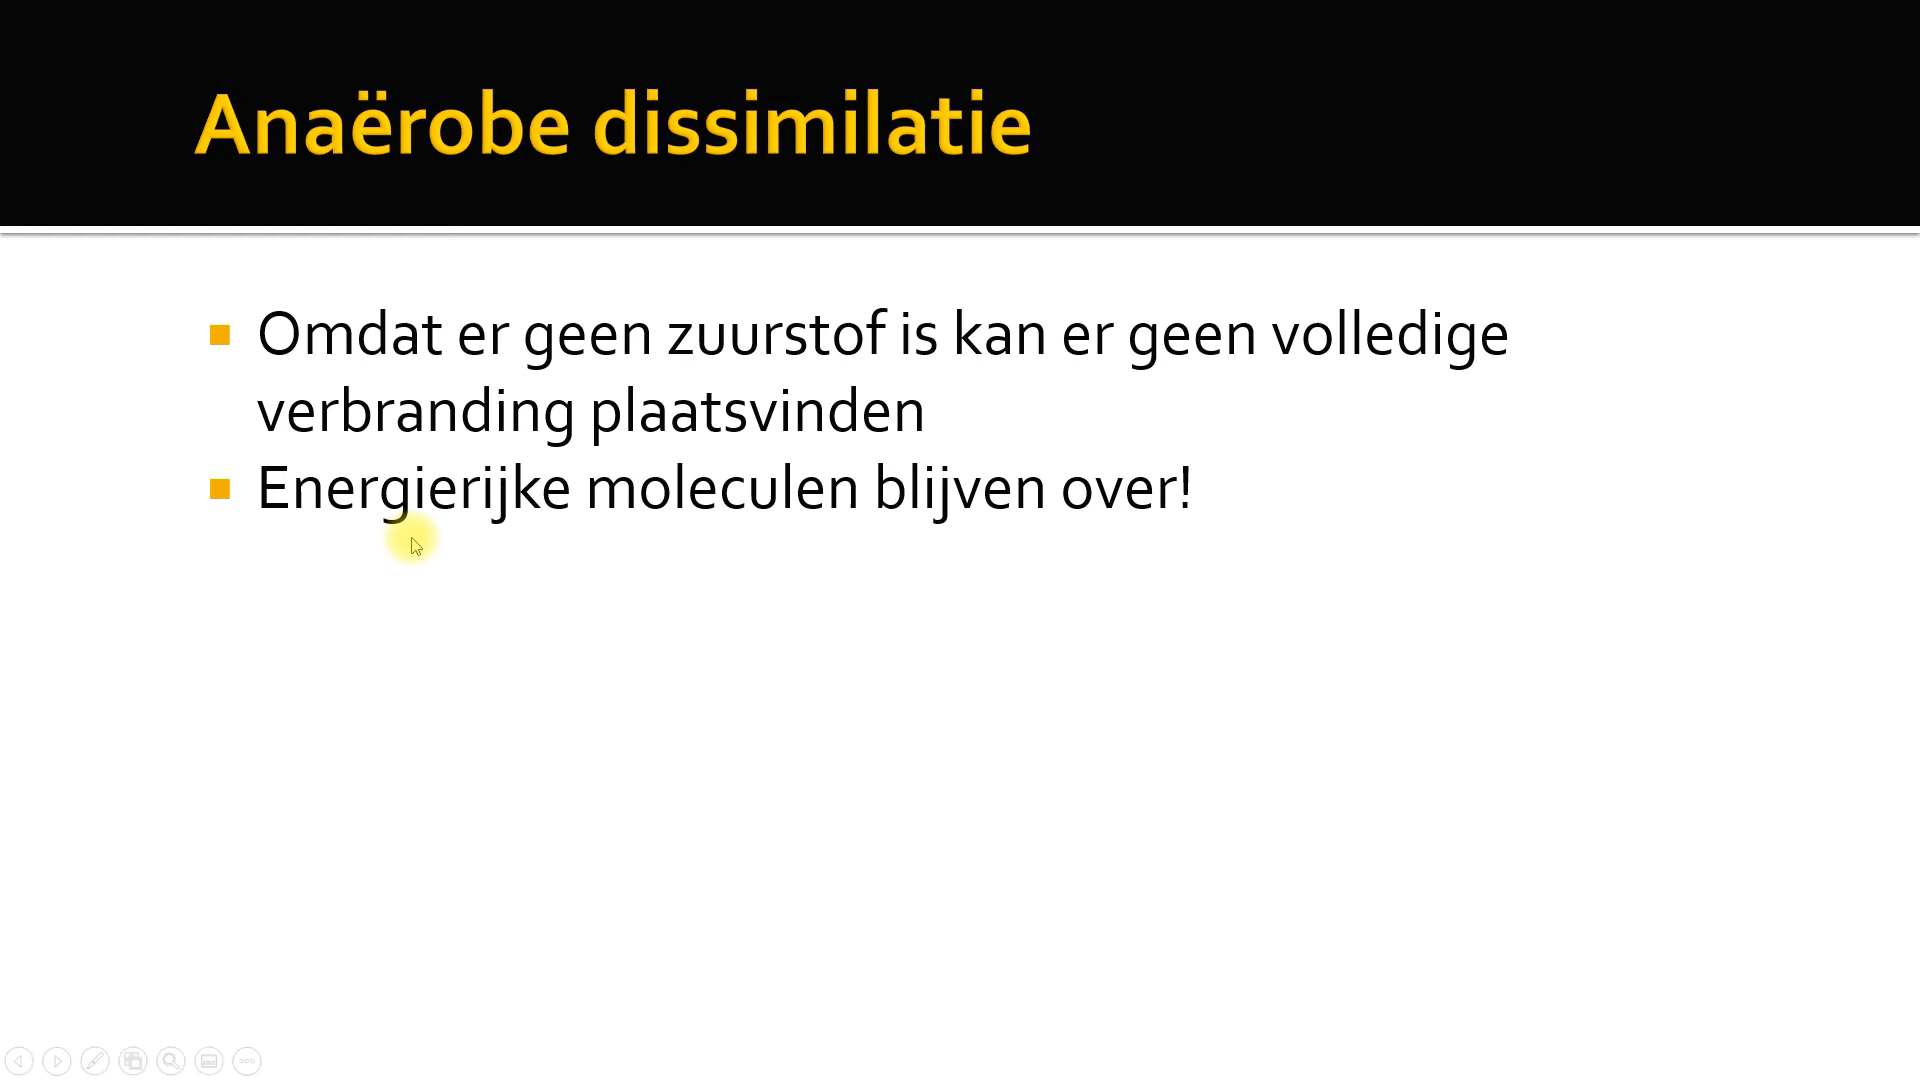 Anaërobe dissimilatie
Omdat er geen zuurstof is kan er geen volledige
verbranding plaatsvinden
Energierijke moleculen blijven over!